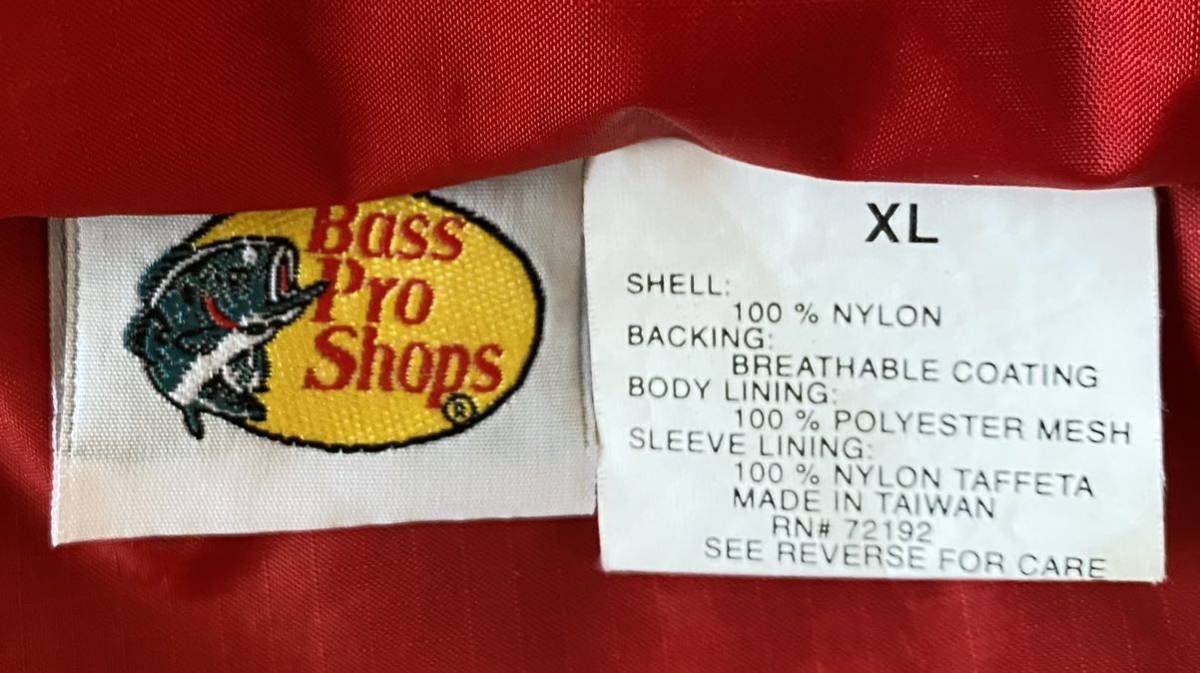 Bass
Pro
Shops
®
XL
SHELL:
100 % NYLON
BACKING:
BREATHABLE COATING
BODY LINING:
100 % POLYESTER MESH
SLEEVE LINING:
100 % NYLON TAFFETA
MADE IN TAIWAN
RN# 72192
SEE REVERSE FOR CARE